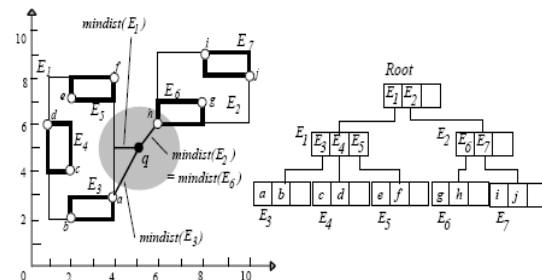 mindist(E1)
10
8
6
4
2
0
2 4 6 8 10
E1
e
f
E5
d
E4
c
E3
a
b
i
E7
j
E6
g
h
E2
q
mindist(E2)
= mindist(E6)
mindist(E3)
Root
E1 E2
E1
E3 E4 E5
E2
E6 E7
a b
c d
e f
g h
i j
E3
E4
E5
E6
E7